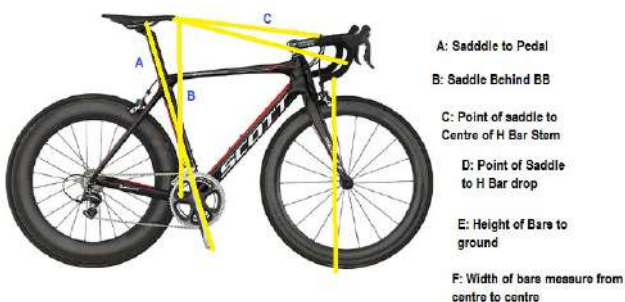 C
A: Sadddle to Pedal
A
B: Saddle Behind BB
B
C: Point of saddle to
Centre of H Bar Stem
SCOTT
D: Point of Saddle
to H Bar drop
E: Height of Bars to
ground
F: Width of bars measure from
centre to centre